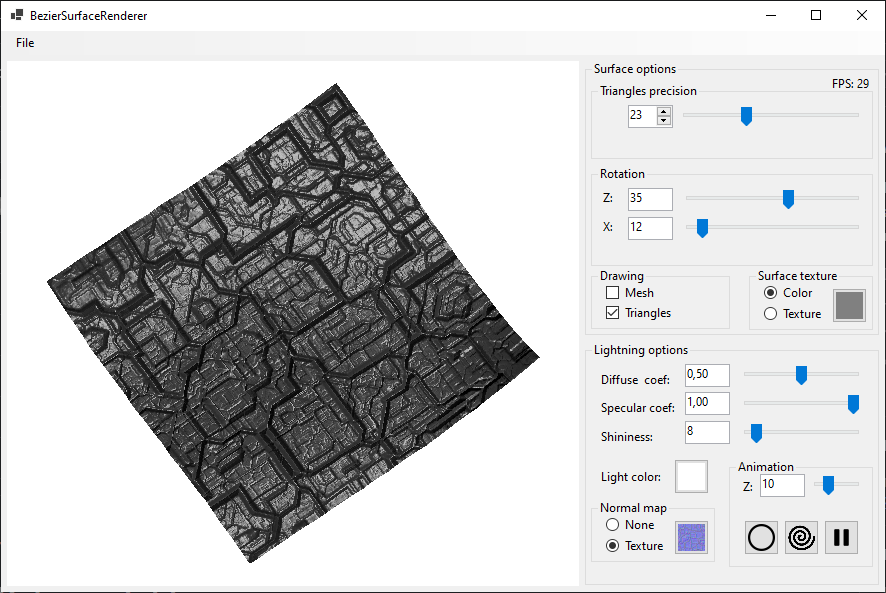 BezierSurfaceRenderer
File
Surface options
FPS: 29
Triangles precision
23
Rotation
Z: 35
X: 12
Drawing
Mesh
Triangles
Surface texture
Color
Texture
Lightning options
Diffuse coef: 0,50
Specular coef: 1,00
Shininess: 8
Light color:
Animation
Z: 10
Normal map
None
Texture